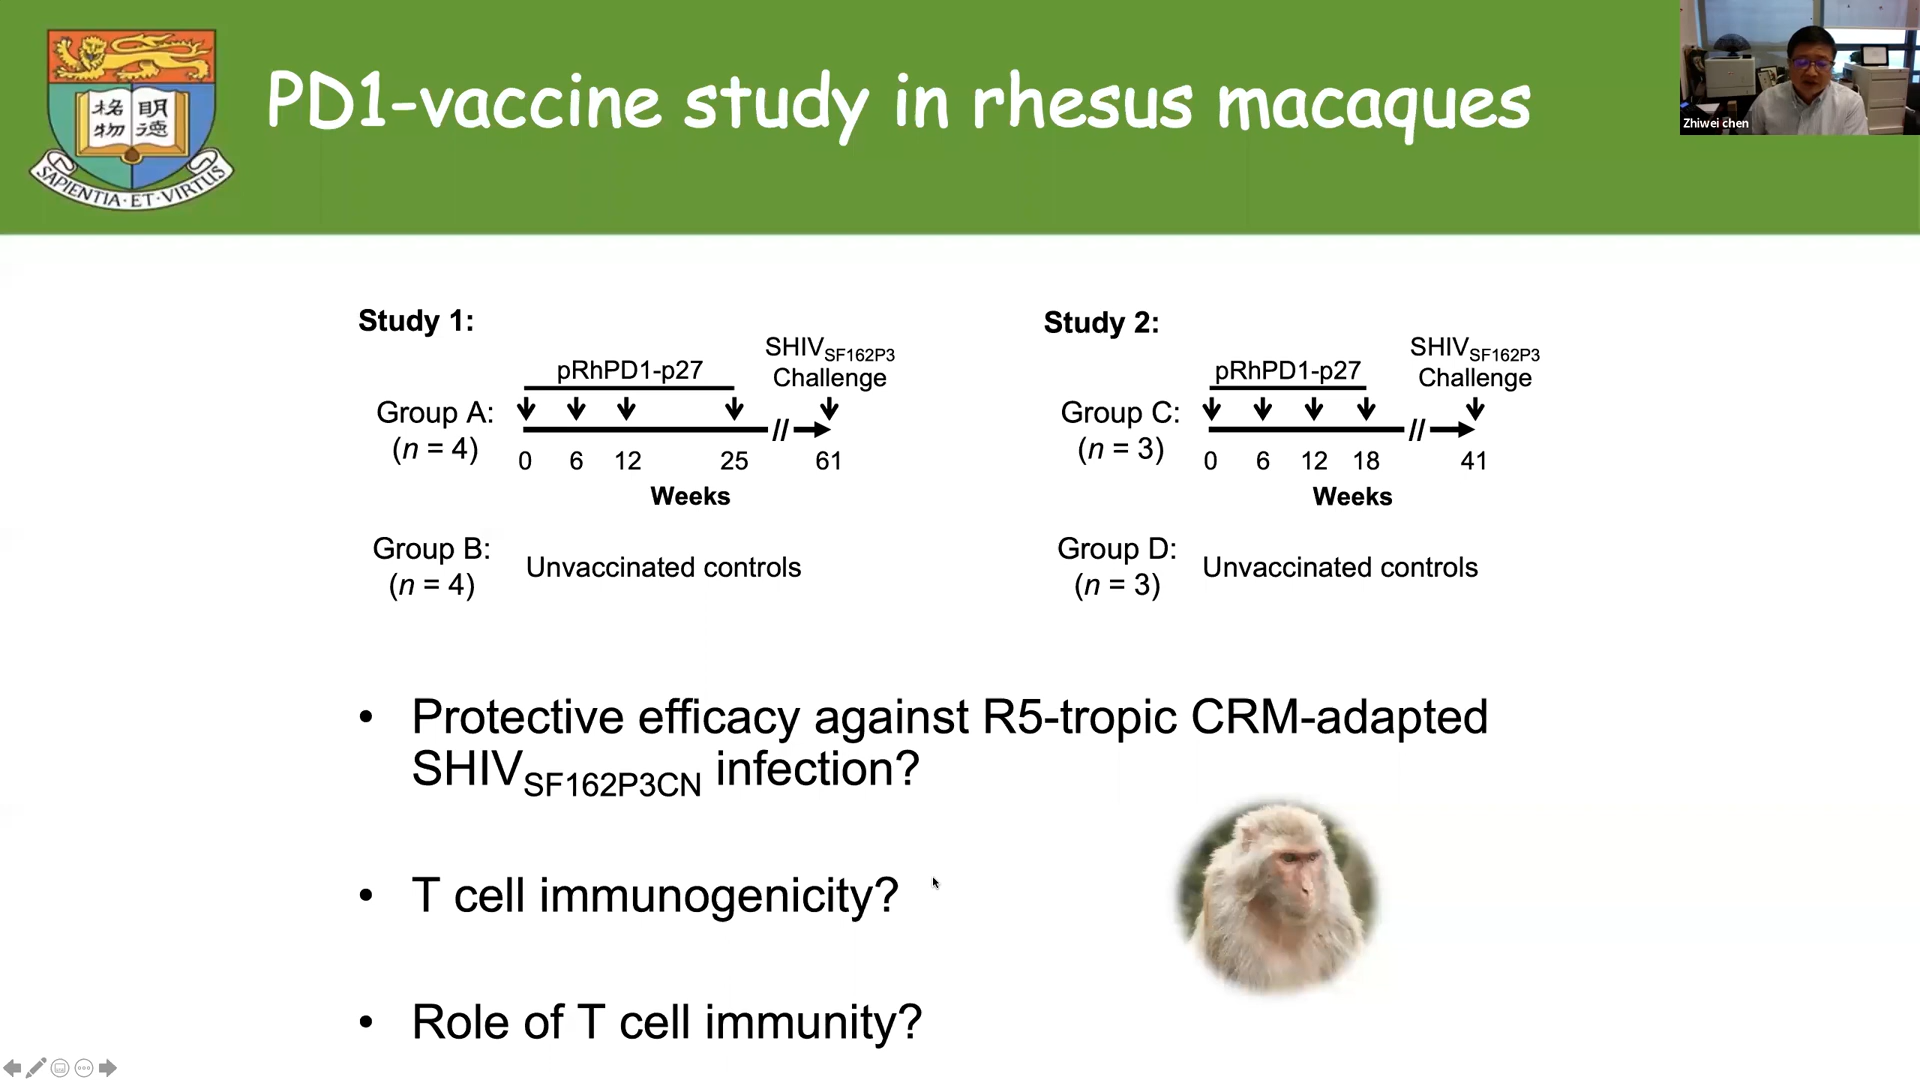 PD1-vaccine study in rhesus macaques
格物
明德
SAPIENTIA·ET·VIRTUS
Zhiwei chen
Study 1:
pRhPD1-p27
SHIVSF162P3
Challenge
Group A:
(n = 4)
0 6 12 25 61
Weeks
Group B:
(n = 4)
Unvaccinated controls
Study 2:
pRhPD1-p27
SHIVSF162P3
Challenge
Group C:
(n = 3)
0 6 12 18 41
Weeks
Group D:
(n = 3)
Unvaccinated controls
• Protective efficacy against R5-tropic CRM-adapted
SHIVSF162P3CN infection?
• T cell immunogenicity?
• Role of T cell immunity?